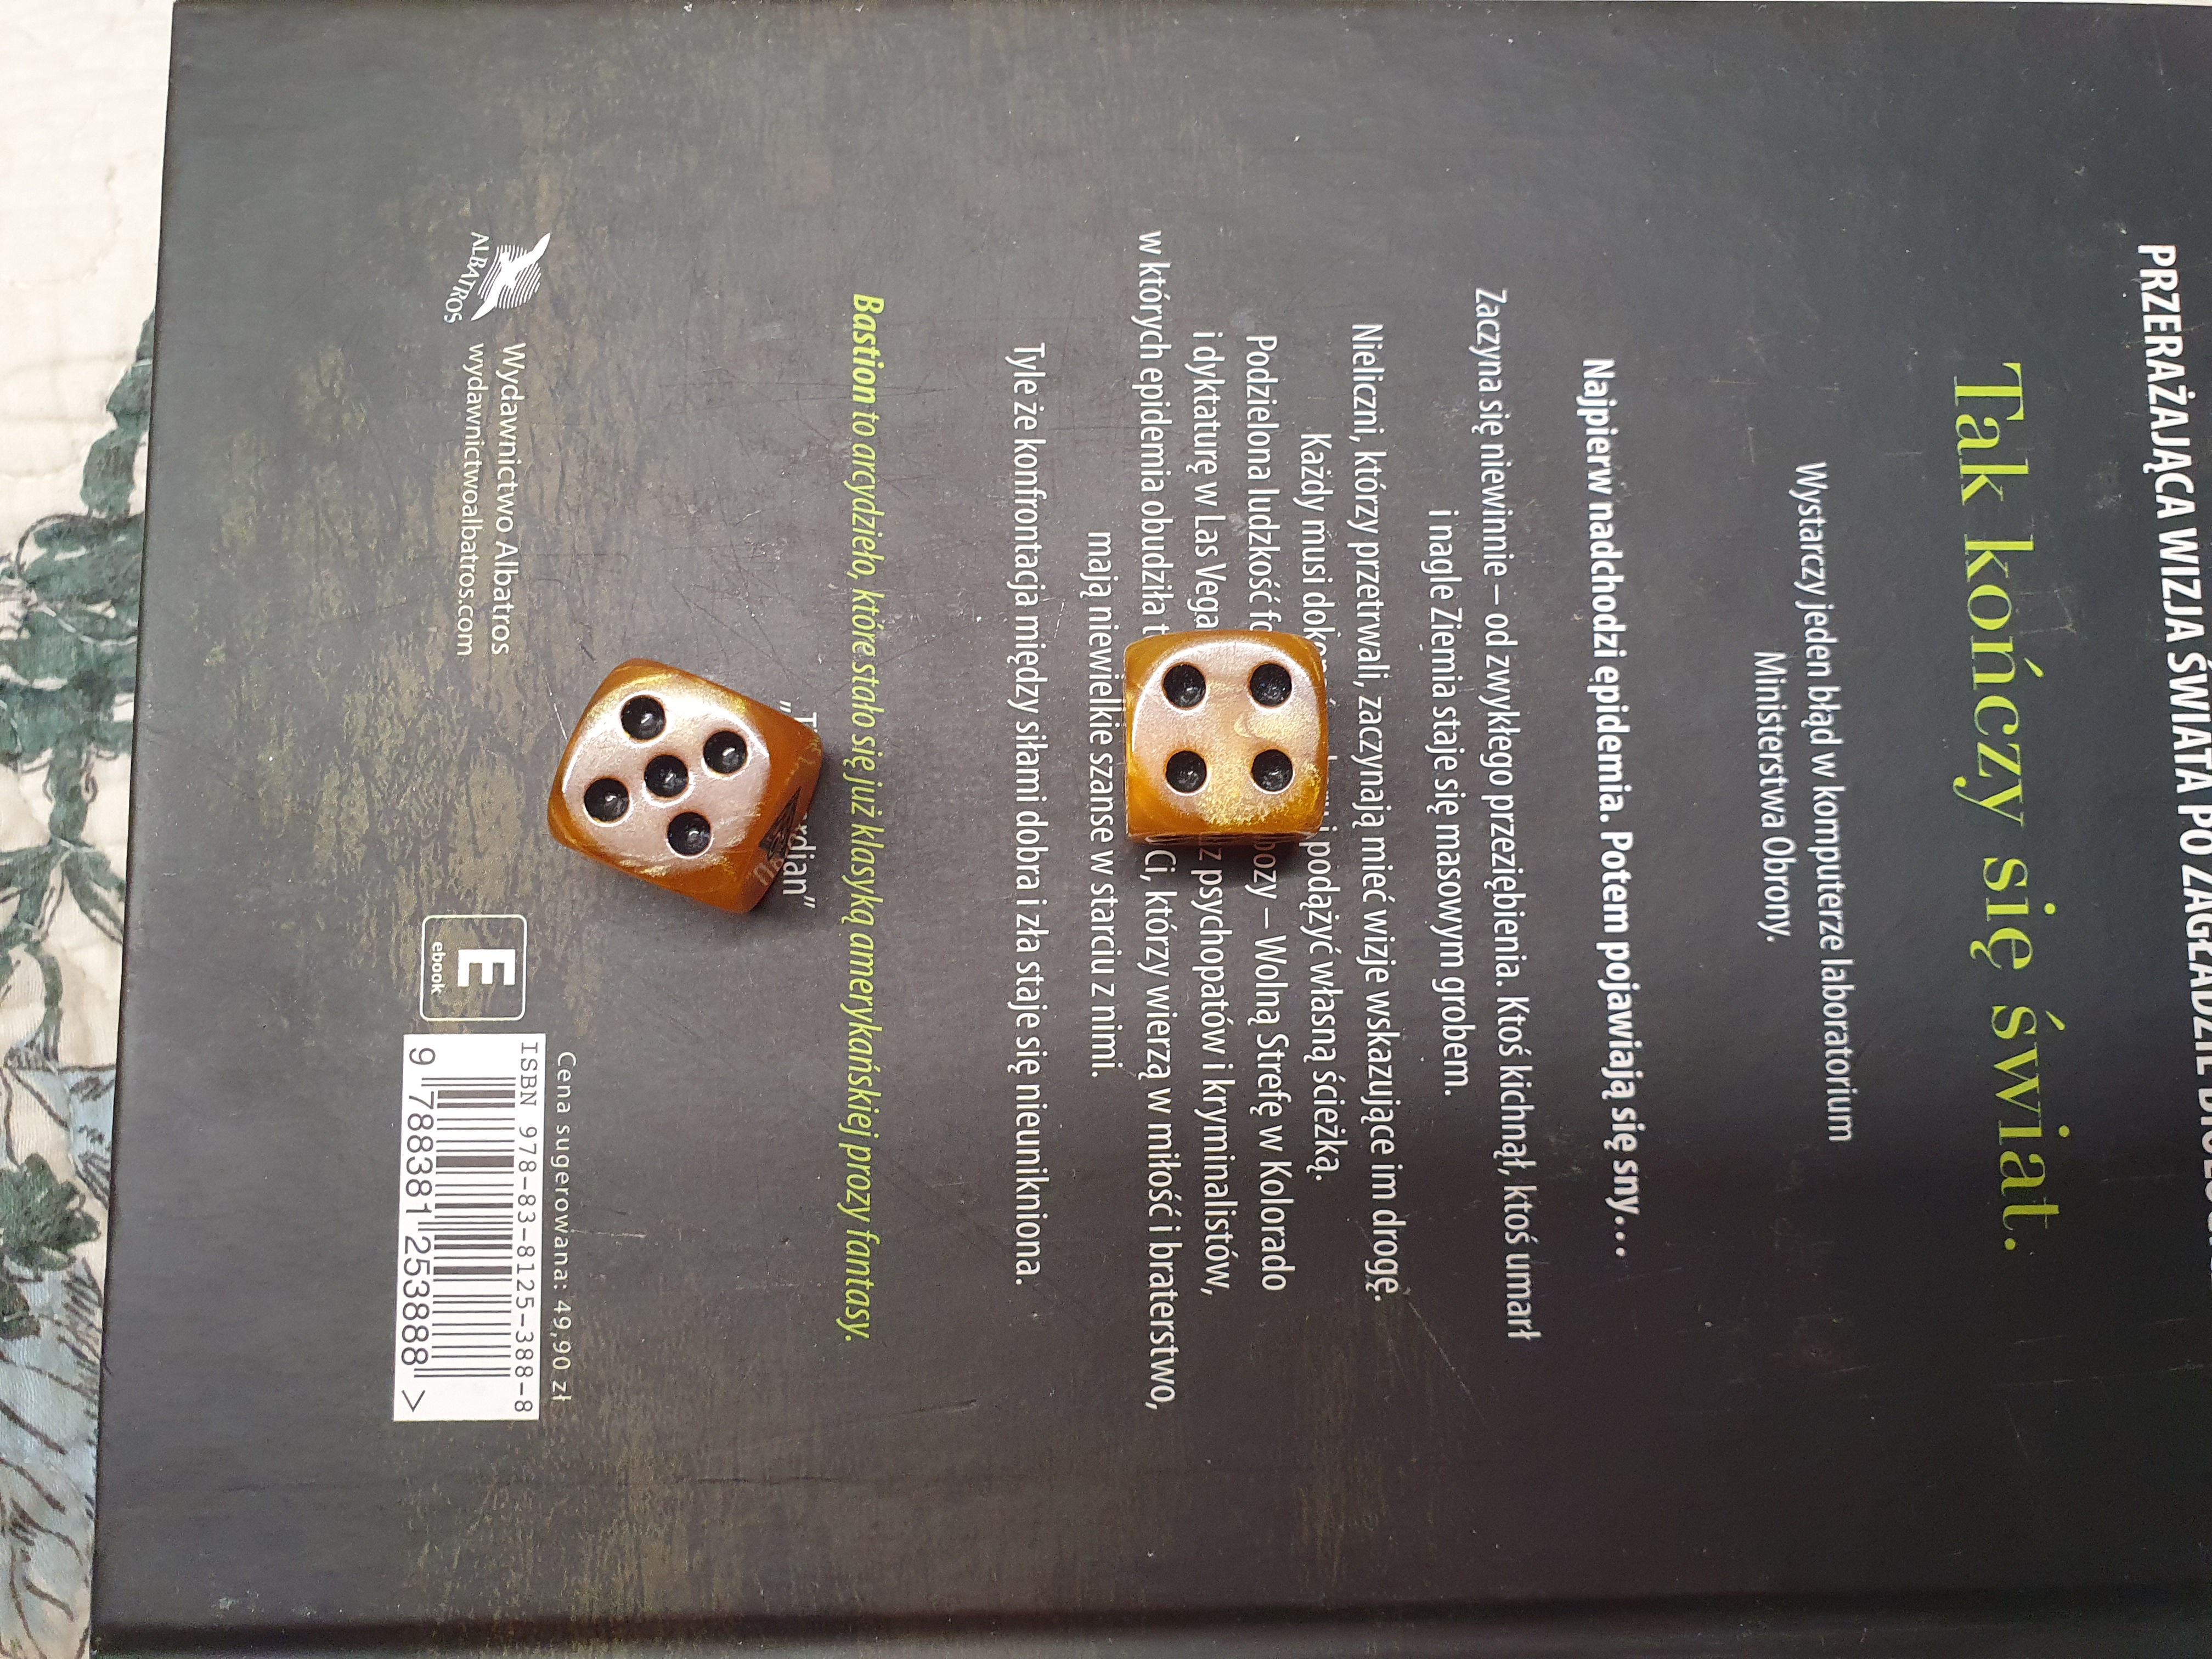 PRZERAŻAJĄCA WIZJA ŚWIATA PO ZAGŁADZIE
Tak kończy się świat.
Wystarczy jeden błąd w komputerze laboratorium
Ministerstwa Obrony.
Najpierw nadchodzi epidemia. Potem pojawiają się sny...
Zaczyna się niewinnie – od zwykłego przeziębienia. Ktoś kichnął, ktoś umarł
i nagle Ziemia staje się masowym grobem.
Nieliczni, którzy przetrwali, zaczynają mieć wizje wskazujące im drogę.
Każdy musi i podążyć własną ścieżką.
Podzielona ludzkość – Wolną Strefę w Kolorado
i dyktaturę w Las psychopatów i kryminalistów,
w których epidemia obudziła Ci, którzy wierzą w miłość i braterstwo,
mają niewielkie szanse w starciu z nimi.
Tyle że konfrontacja między siłami dobra i zła staje się nieunikniona.
Bastion to arcydzieło, które stało się już klasyką amerykańskiej prozy fantasy.
ALBATROS
Wydawnictwo Albatros
wydawnictwoalbatros.com
E
ebook
Cena sugerowana: 49,90 zł
ISBN 978-83-8125-388-8
9 788381 253888 >